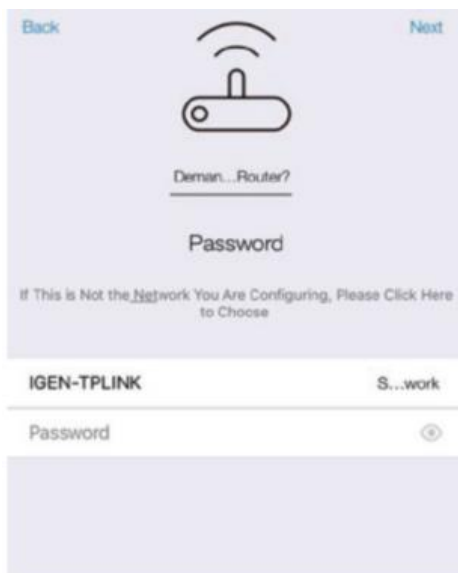 Back
Next
Deman...Router?
Password
If This is Not the Network You Are Configuring, Please Click Here
to Choose
IGEN-TPLINK
S...work
Password